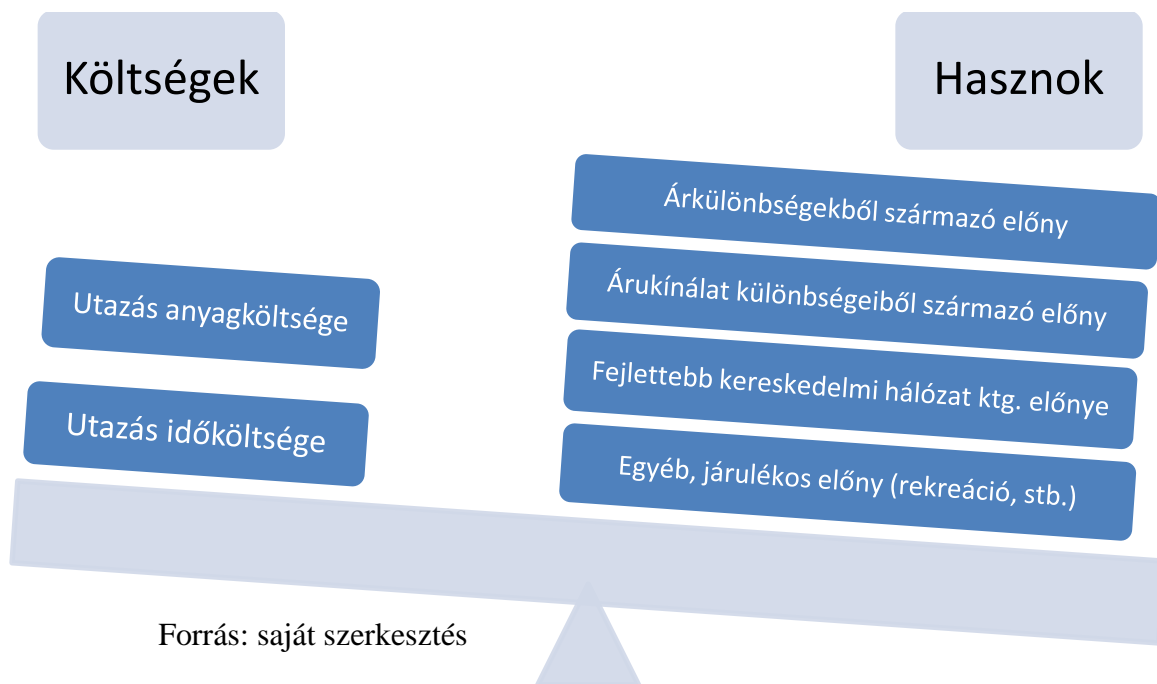 Költségek
Hasznok
Utazás anyagköltsége
Utazás időköltsége
Árkülönbségekből származó előny
Árukínálat különbségeiből származó előny
Fejlettebb kereskedelmi hálózat ktg. előnye
Egyéb, járulékos előny (rekreáció, stb.)
Forrás: saját szerkesztés